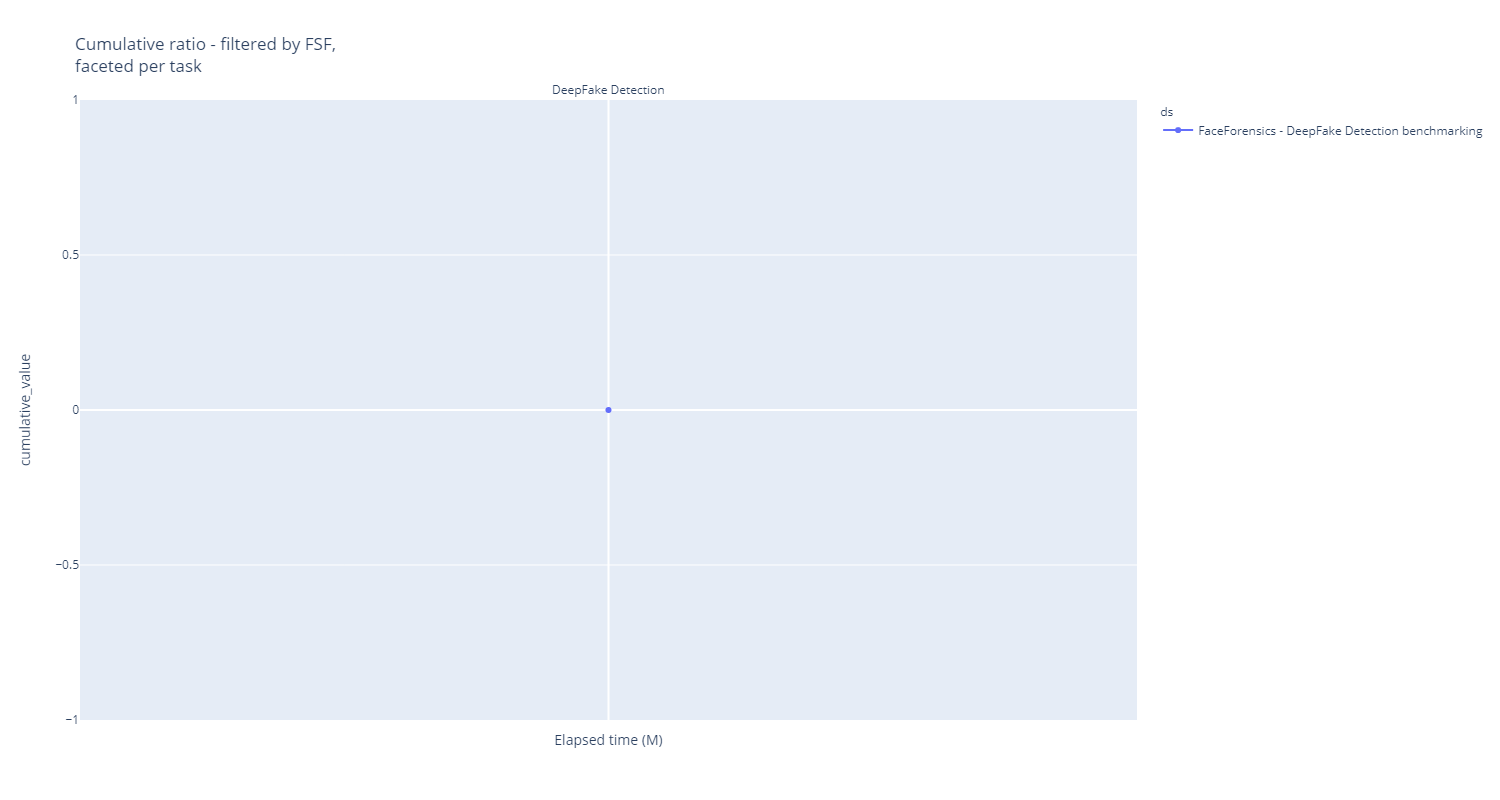 Cumulative ratio - filtered by FSF,
faceted per task
DeepFake Detection
1
0.5
0
−0.5
−1
cumulative_value
Elapsed time (M)
ds
FaceForensics - DeepFake Detection benchmarking